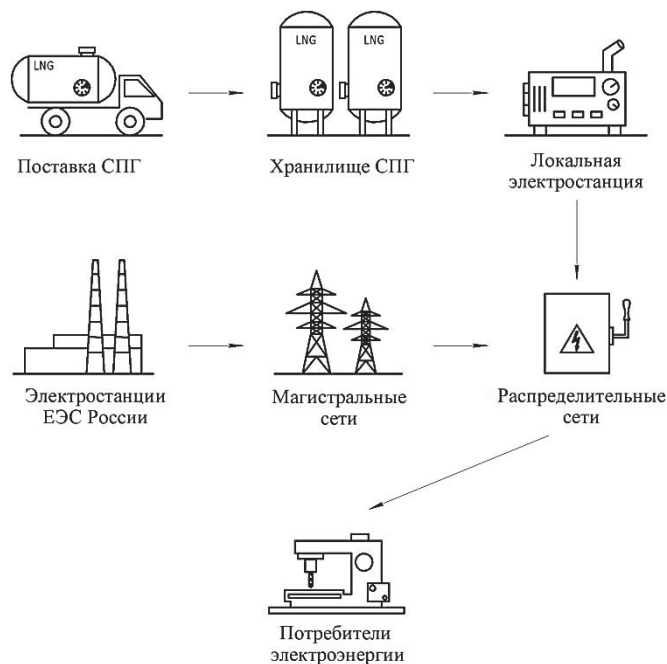 LNG
LNG
LNG
Поставка СПГ
Хранилище СПГ
Локальная
электростанция
Электростанции
ЕЭС России
Магистральные
сети
Распределительные
сети
Потребители
электроэнергии